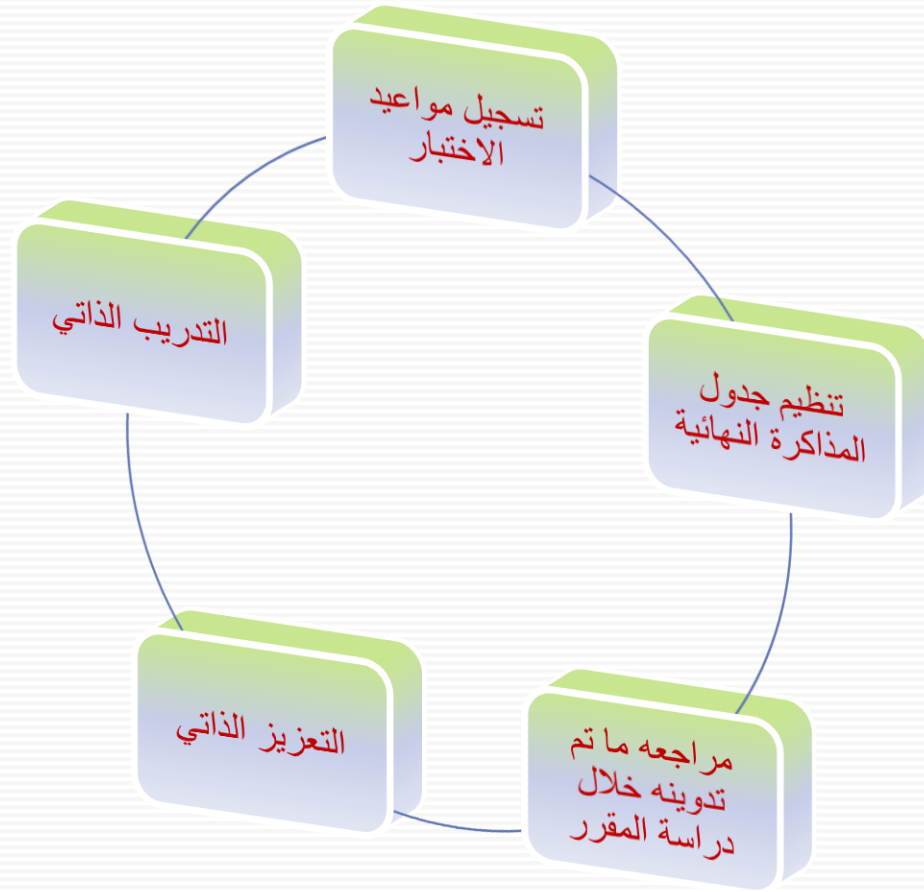 تسجيل مواعيد
الاختبار
تنظيم جدول
المذاكرة النهائية
مراجعه ما تم
تدوينه خلال
دراسة المقرر
التعزيز الذاتي
التدريب الذاتي